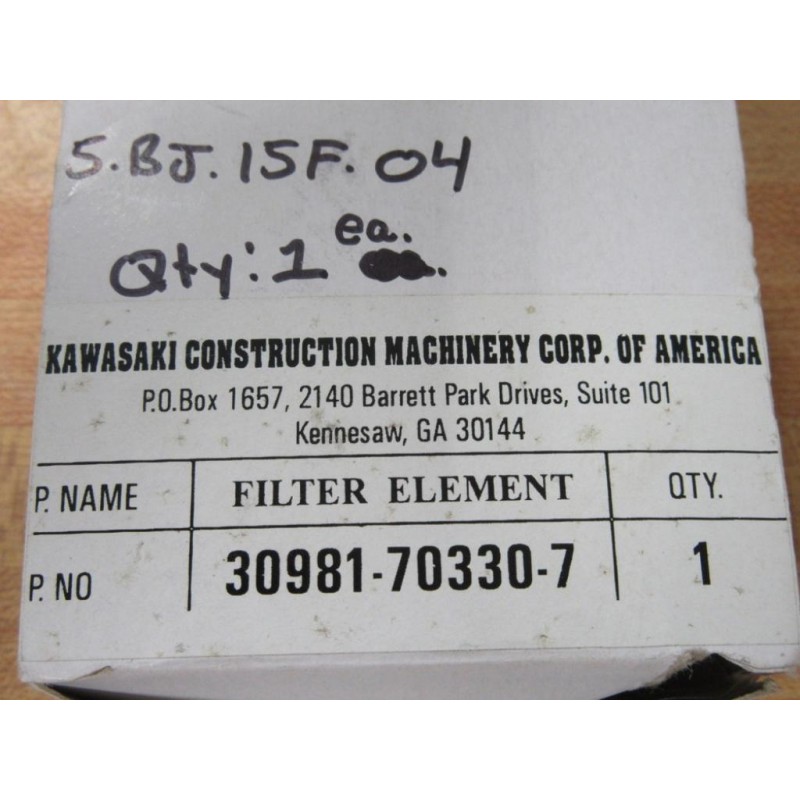 5.BJ.15F.04
Qty: 1 ea.
KAWASAKI CONSTRUCTION MACHINERY CORP. OF AMERICA
P.O.Box 1657, 2140 Barrett Park Drives, Suite 101
Kennesaw, GA 30144
P. NAME FILTER ELEMENT QTY.
P. NO 30981-70330-7 1